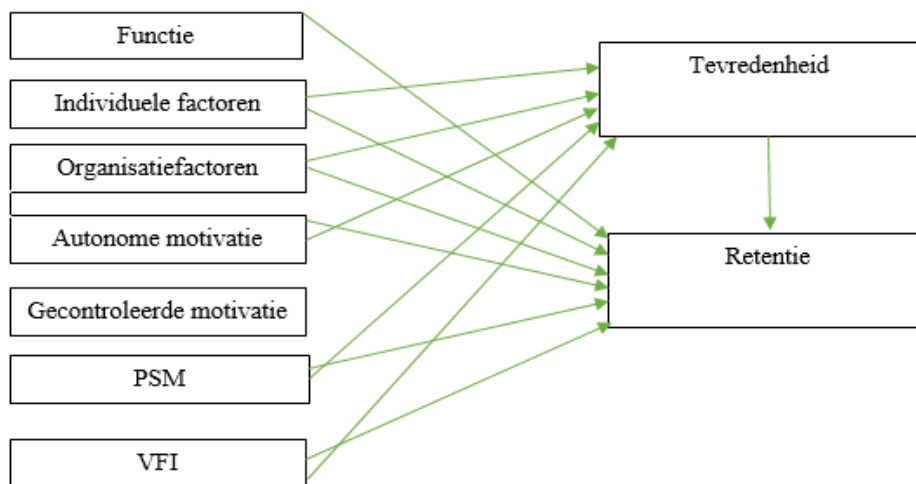 Functie
Individuele factoren
Organisatiefactoren
Autonome motivatie
Gecontroleerde motivatie
PSM
VFI
Tevredenheid
Retentie